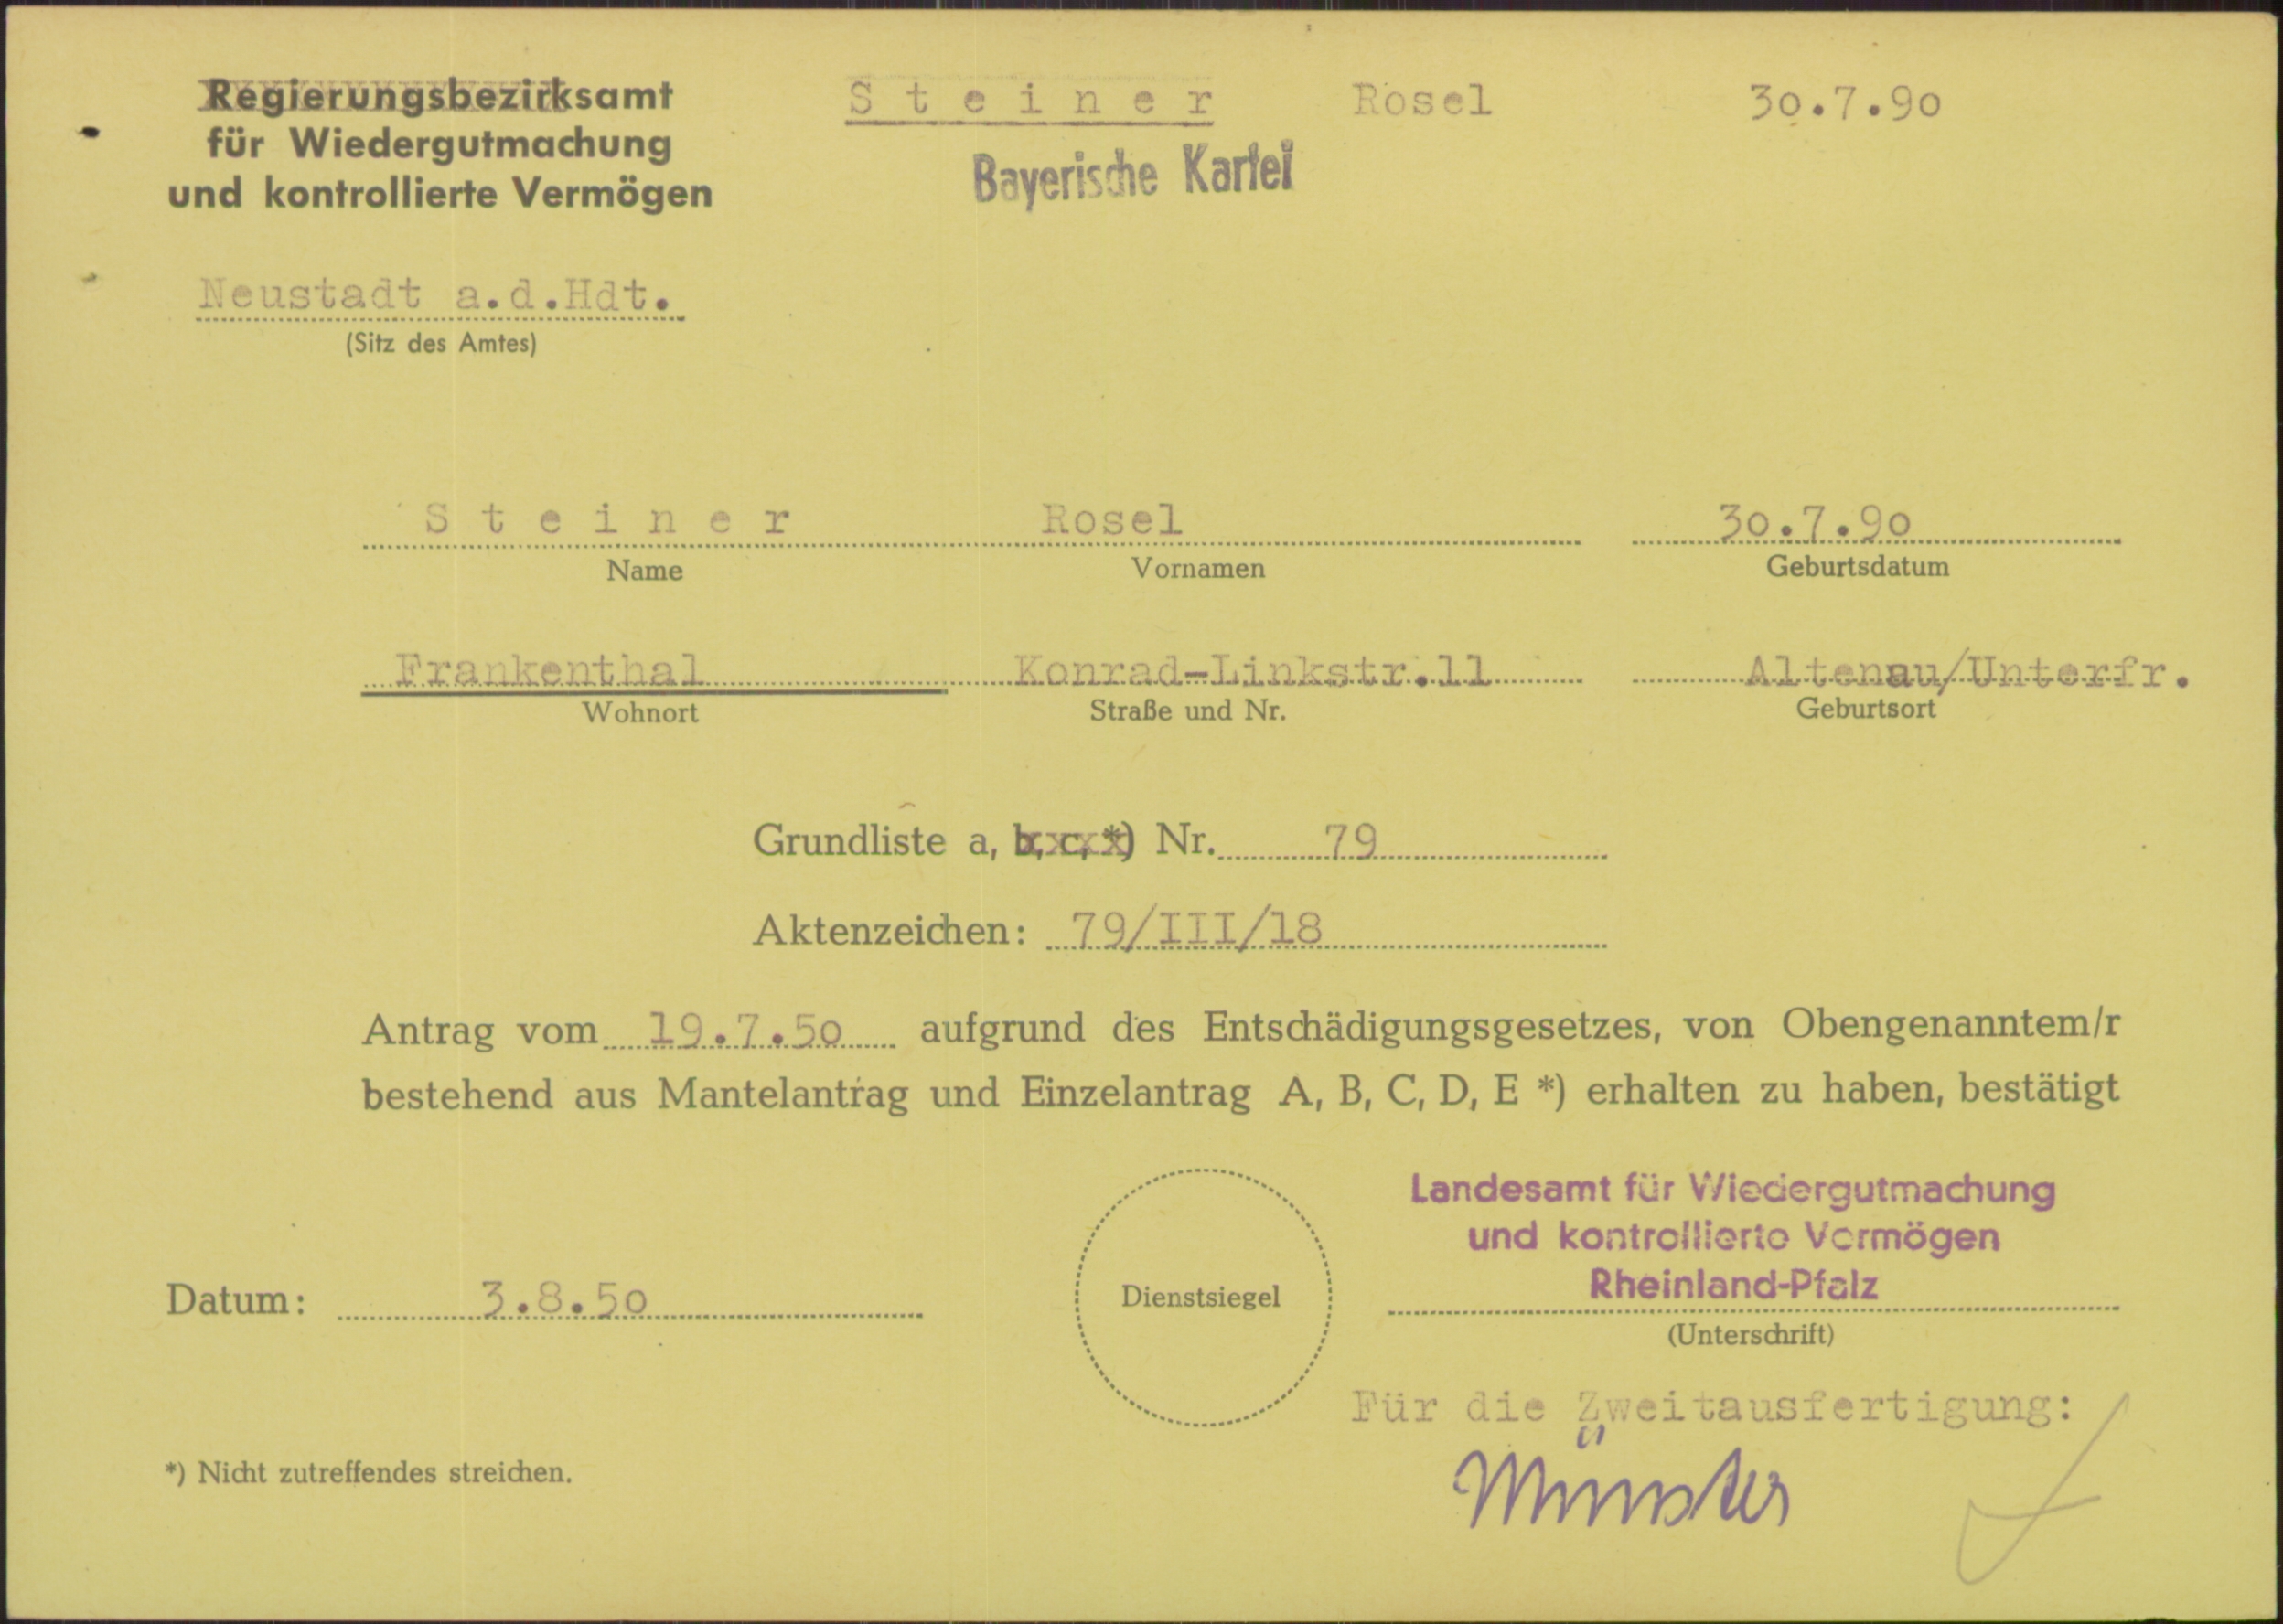 Regierungsbezirksamt
für Wiedergutmachung
und kontrollierte Vermögen
Steiner Rosel 30.7.90
Bayerische Kartei
Neustadt a.d.Hdt.
(Sitz des Amtes)
Steiner Rosel 30.7.90
Name Vornamen Geburtsdatum
Frankenthal Konrad-Linkstr.11 Altenau/Unterfr.
Wohnort Straße und Nr. Geburtsort
Grundliste a, b, c, *) Nr. 79
Aktenzeichen: 79/III/18
Antrag vom 19.7.50 aufgrund des Entschädigungsgesetzes, von Obengenanntem/r
bestehend aus Mantelantrag und Einzelantrag A, B, C, D, E *) erhalten zu haben, bestätigt
Landesamt für Wiedergutmachung
und kontrollierte Vermögen
Rheinland-Pfalz
Datum: 3.8.50
Dienstsiegel
(Unterschrift)
Für die Zweitausfertigung:
Münster
*) Nicht zutreffendes streichen.